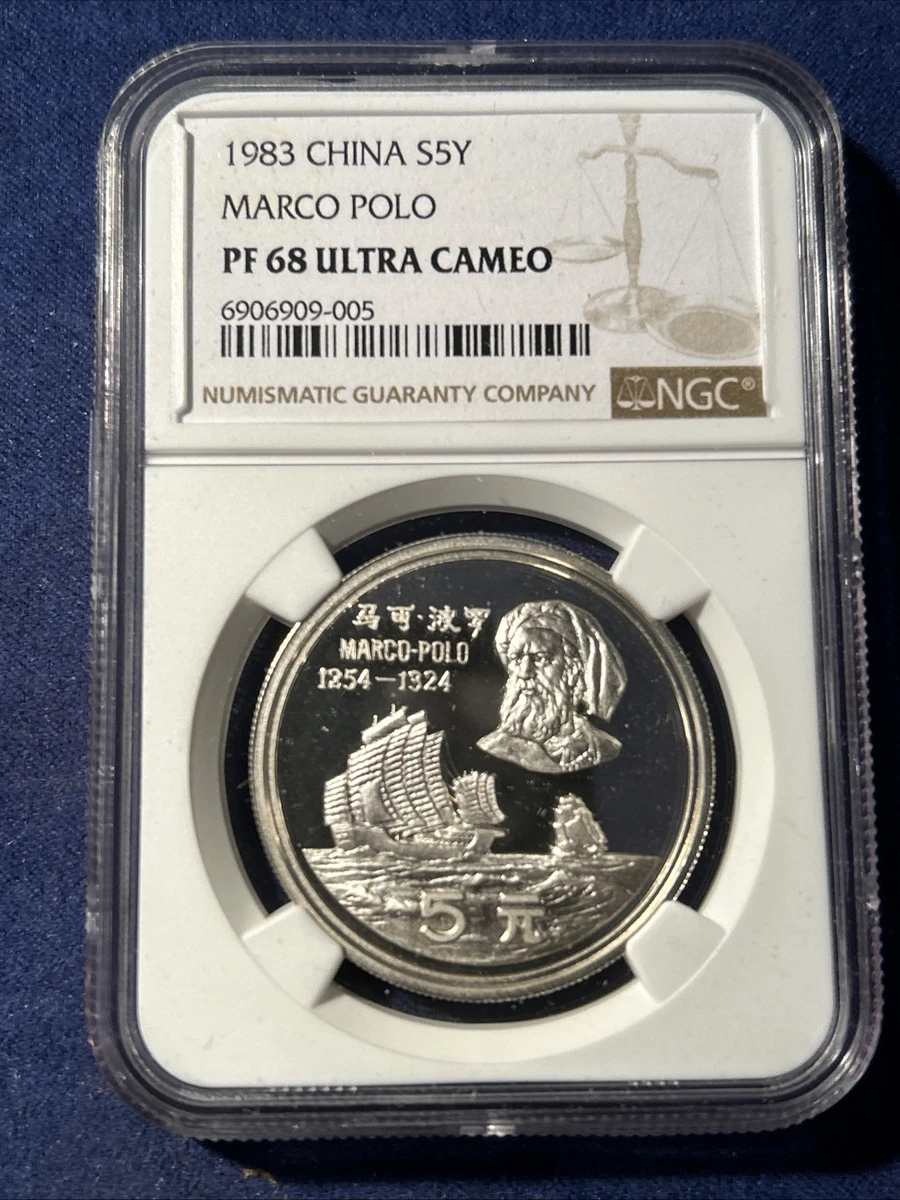 1983 CHINA S5Y
MARCO POLO
PF 68 ULTRA CAMEO
6906909-005
NUMISMATIC GUARANTY COMPANY
NGC®
马可·波罗
MARCO-POLO
1254—1324
5元